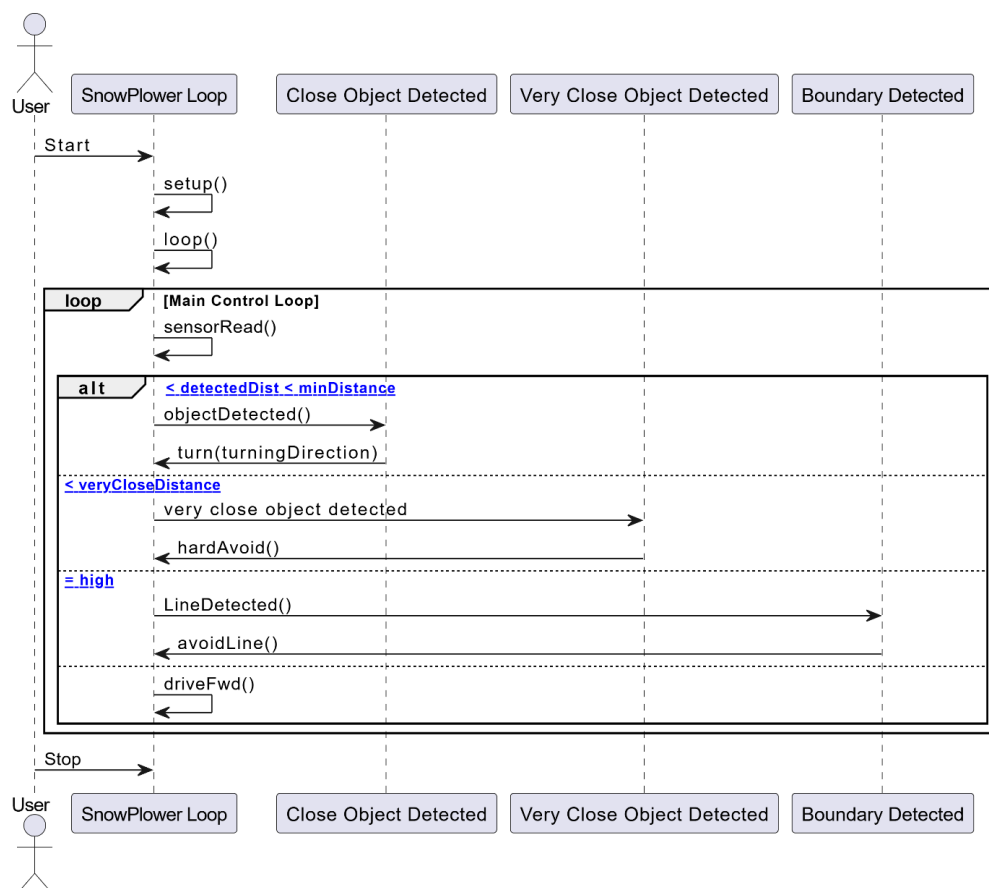 User
SnowPlower Loop
Close Object Detected
Very Close Object Detected
Boundary Detected
Start
setup()
loop()
loop
[Main Control Loop]
sensorRead()
alt
< detectedDist < minDistance
objectDetected()
turn(turningDirection)
< veryCloseDistance
very close object detected
hardAvoid()
= high
LineDetected()
avoidLine()
driveFwd()
Stop
User
SnowPlower Loop
Close Object Detected
Very Close Object Detected
Boundary Detected